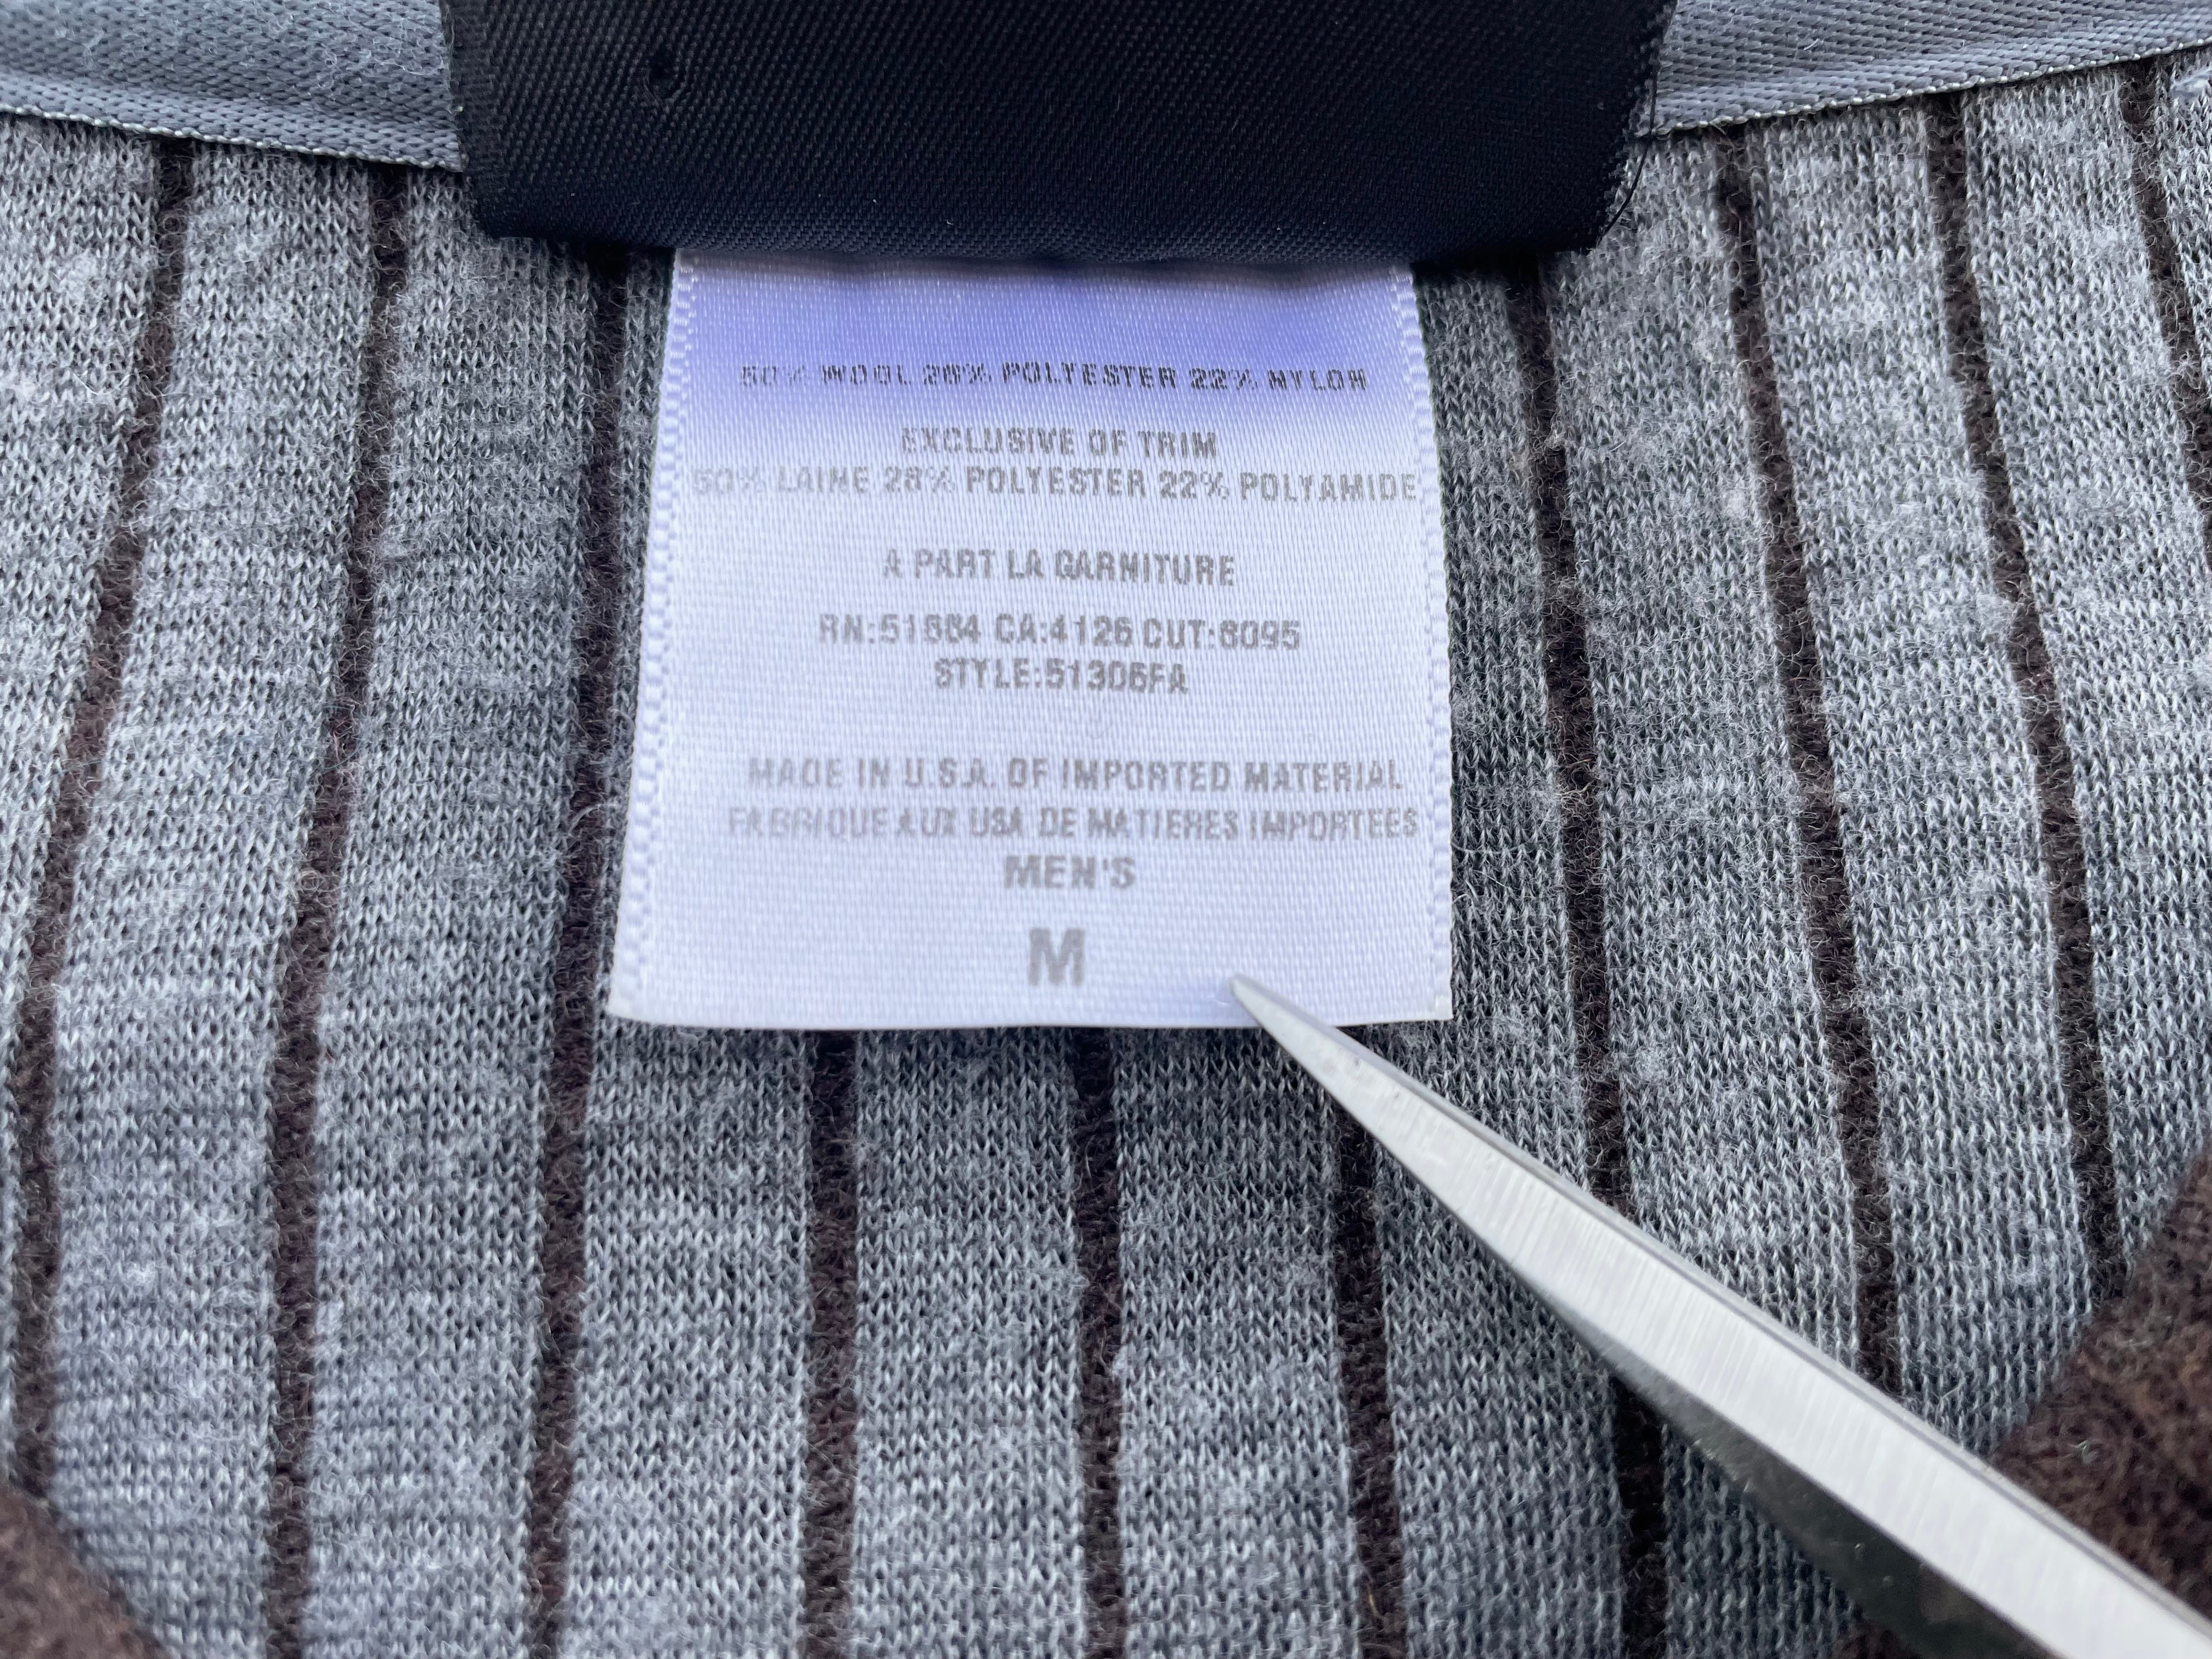 50% WOOL 28% POLYESTER 22% NYLON
EXCLUSIVE OF TRIM
50% LAINE 28% POLYESTER 22% POLYAMIDE
A PART LA GARNITURE
RN:51884 CA:4126 CUT:6095
STYLE:51306FA
MADE IN U.S.A. OF IMPORTED MATERIAL
FABRIQUE AUX USA DE MATIERES IMPORTEES
MEN'S
M